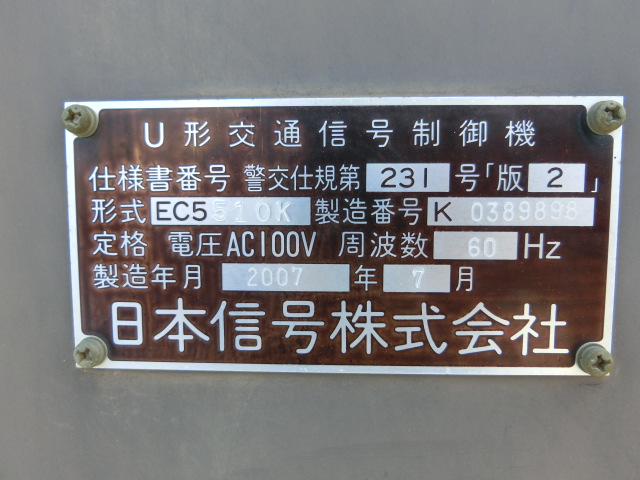 U形交通信号制御機
仕様書番号 警交仕規第 231 号「版 2 」
形式 EC5510K 製造番号 K 0389898
定格 電圧AC100V 周波数 60 Hz
製造年月 2007 年 7 月
日本信号株式会社